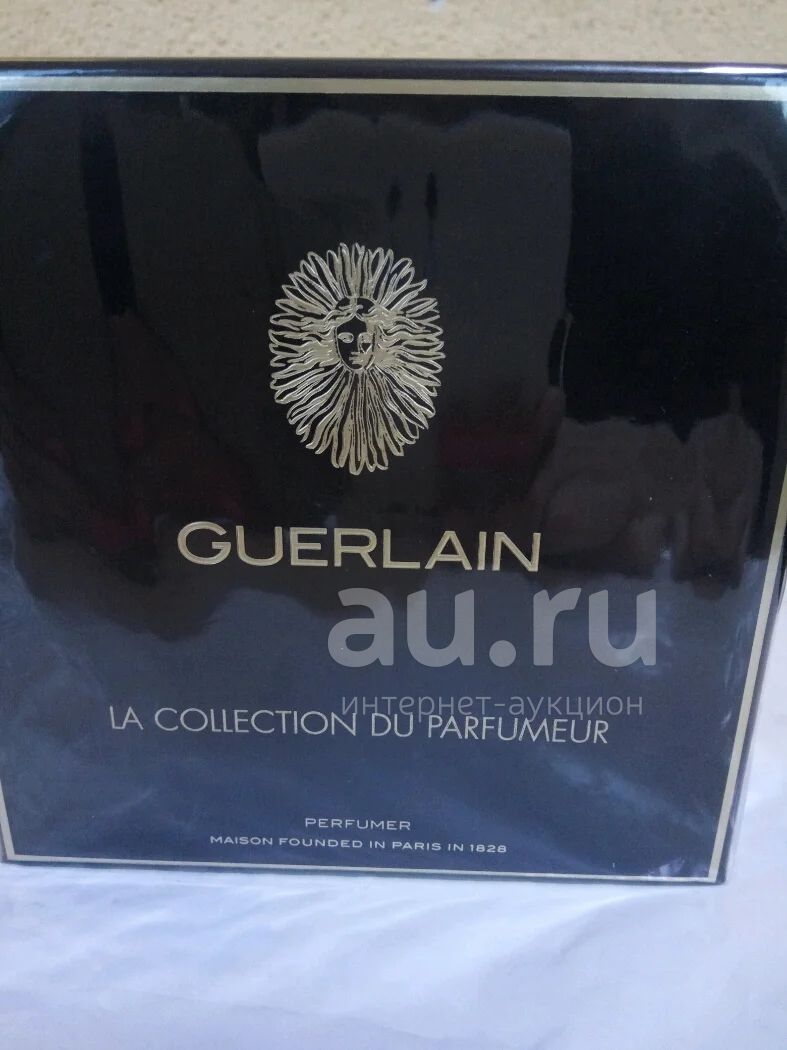 GUERLAIN
au.ru
интернет-аукцион
LA COLLECTION DU PARFUMEUR
PERFUMER
MAISON FOUNDED IN PARIS IN 1828